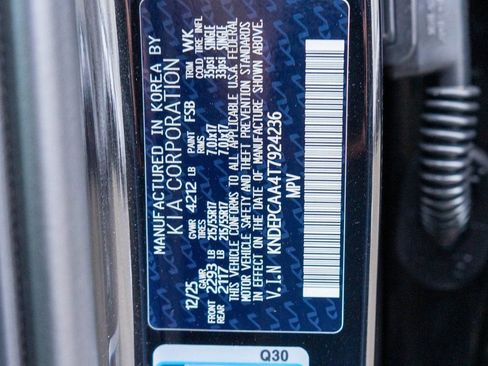 MANUFACTURED IN KOREA BY
KIA CORPORATION
12/25 GVWR 4212 LB PAINT FSB TRIM WK
GAWR TIRES RIMS COLD TIRE INFL
FRONT 2293 LB 215/55R17 7.0Jx17 35psi SINGLE
REAR 2117 LB 215/55R17 7.0Jx17 33psi SINGLE
THIS VEHICLE CONFORMS TO ALL APPLICABLE U.S.A. FEDERAL
MOTOR VEHICLE SAFETY AND THEFT PREVENTION STANDARDS
IN EFFECT ON THE DATE OF MANUFACTURE SHOWN ABOVE.
V.I.N KNDEPCAA4T7924236
MPV
Q30